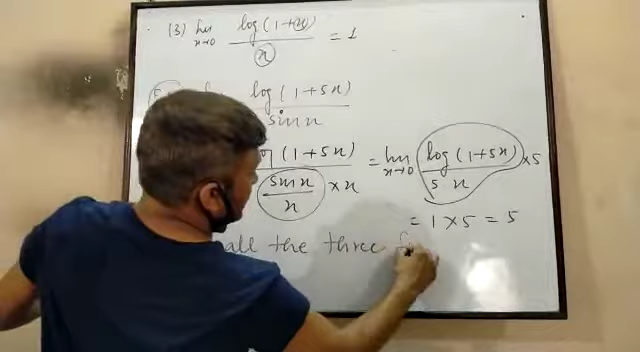 (3) lim x→0 log(1+x) / x = 1
log(1+5x) / sinx
(1+5x) / sinx/x × x = lim x→0 log(1+5x) / 5x × 5
= 1 × 5 = 5
all the three